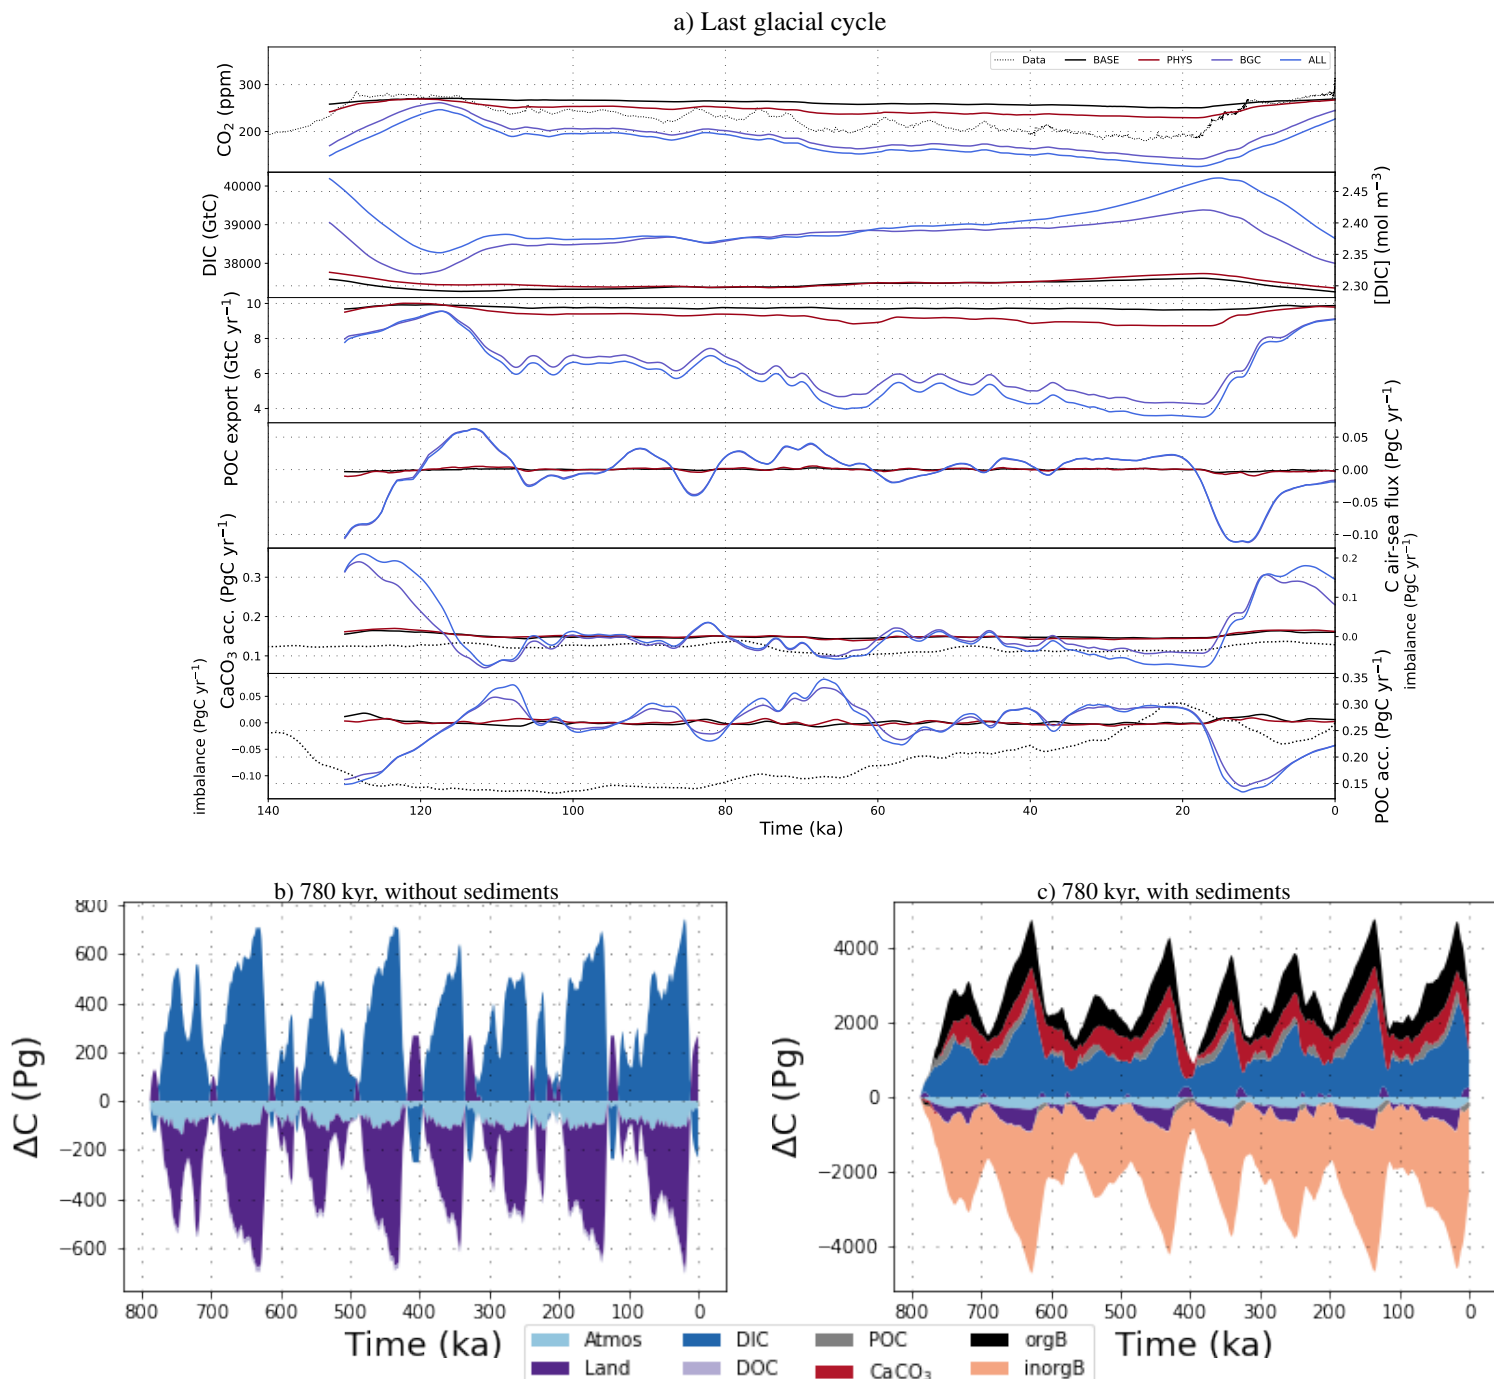 a) Last glacial cycle
Data BASE PHYS BGC ALL
CO2 (ppm)
300
200
DIC (GtC)
40000
39000
38000
[DIC] (mol m−3)
2.45
2.40
2.35
2.30
POC export (GtC yr−1)
10
8
6
4
C air-sea flux (PgC yr−1)
0.05
0.00
−0.05
−0.10
CaCO3 acc. (PgC yr−1)
0.3
0.2
0.1
imbalance (PgC yr−1)
0.2
0.1
0.0
imbalance (PgC yr−1)
0.05
0.00
−0.05
−0.10
POC acc. (PgC yr−1)
0.35
0.30
0.25
0.20
0.15
140 120 100 80 60 40 20 0
Time (ka)
b) 780 kyr, without sediments
ΔC (Pg)
800
600
400
200
0
−200
−400
−600
800 700 600 500 400 300 200 100 0
Time (ka)
c) 780 kyr, with sediments
ΔC (Pg)
4000
2000
0
−2000
−4000
800 700 600 500 400 300 200 100 0
Time (ka)
Atmos DIC POC orgB
Land DOC CaCO3 inorgB